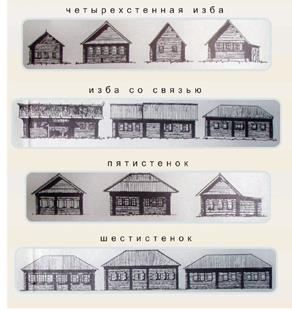 четырехстенная изба
изба со связью
пятистенок
шестистенок